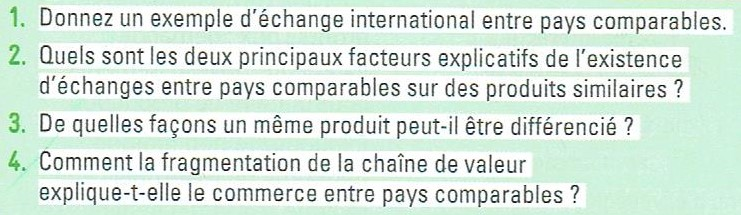 1. Donnez un exemple d'échange international entre pays comparables.
2. Quels sont les deux principaux facteurs explicatifs de l'existence
d'échanges entre pays comparables sur des produits similaires ?
3. De quelles façons un même produit peut-il être différencié ?
4. Comment la fragmentation de la chaîne de valeur
explique-t-elle le commerce entre pays comparables ?